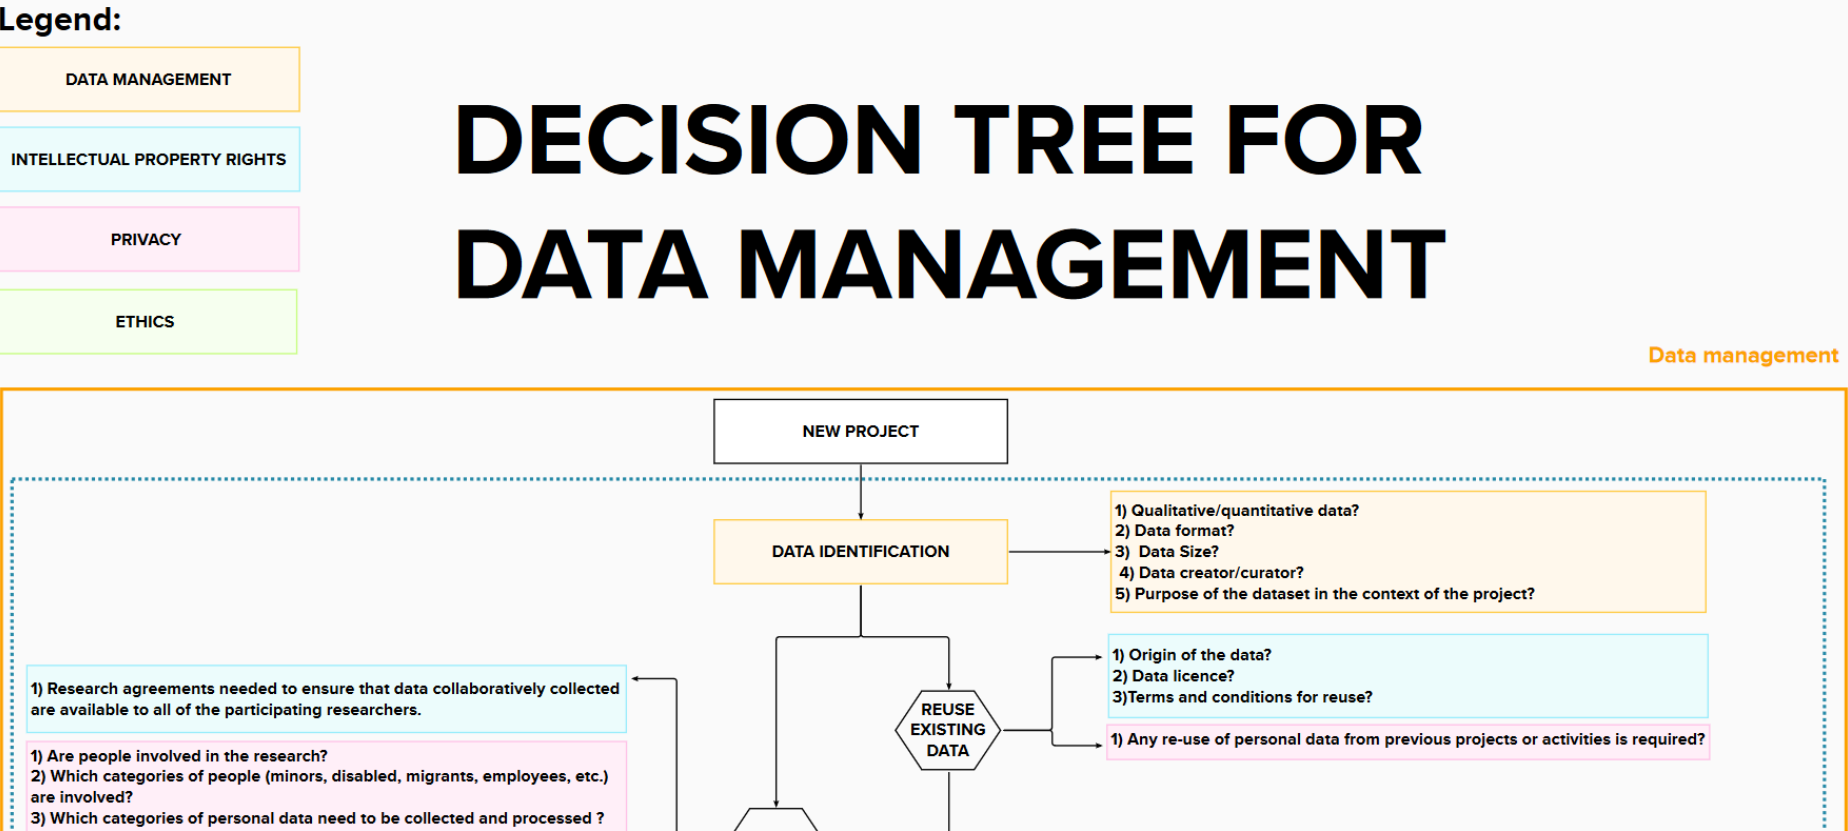 Legend:
DATA MANAGEMENT
INTELLECTUAL PROPERTY RIGHTS
PRIVACY
ETHICS
DECISION TREE FOR
DATA MANAGEMENT
Data management
NEW PROJECT
DATA IDENTIFICATION
1) Qualitative/quantitative data?
2) Data format?
3)  Data Size?
4) Data creator/curator?
5) Purpose of the dataset in the context of the project?
REUSE
EXISTING
DATA
1) Origin of the data?
2) Data licence?
3)Terms and conditions for reuse?
1) Any re-use of personal data from previous projects or activities is required?
1) Research agreements needed to ensure that data collaboratively collected
are available to all of the participating researchers.
1) Are people involved in the research?
2) Which categories of people (minors, disabled, migrants, employees, etc.)
are involved?
3) Which categories of personal data need to be collected and processed ?